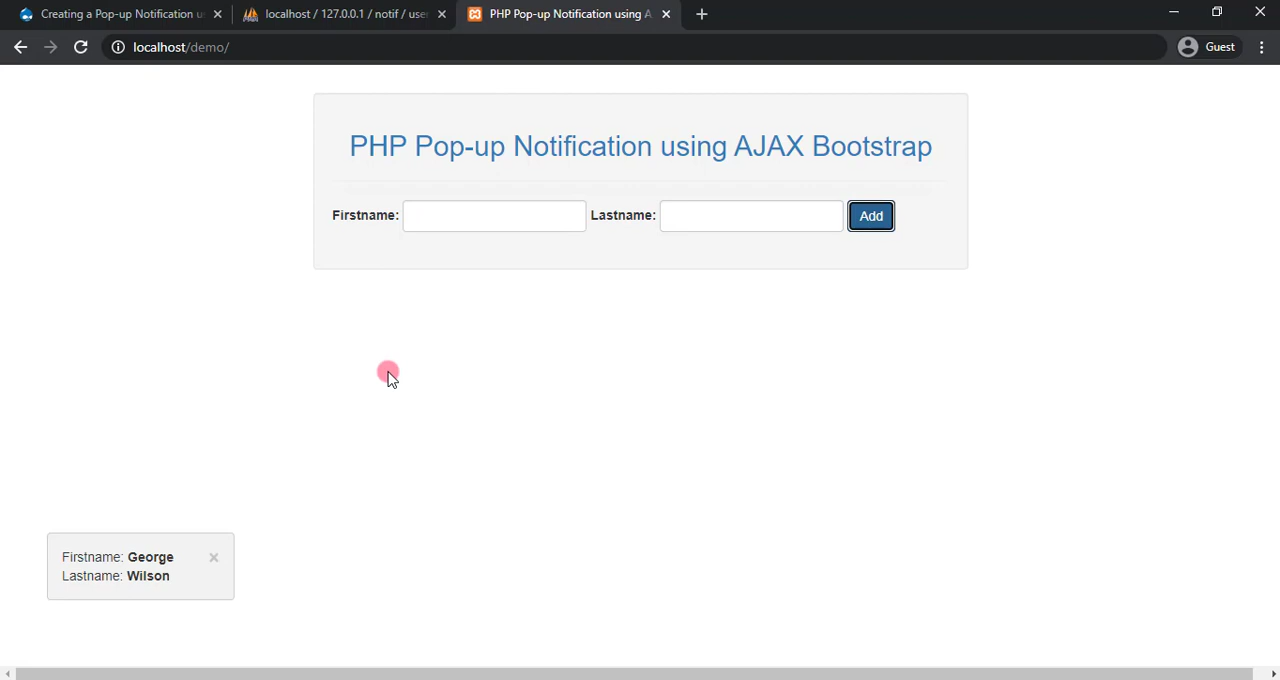 Creating a Pop-up Notification u
localhost / 127.0.0.1 / notif / use
PHP Pop-up Notification using A
localhost/demo/
Guest
PHP Pop-up Notification using AJAX Bootstrap
Firstname:
Lastname:
Add
Firstname: George
Lastname: Wilson